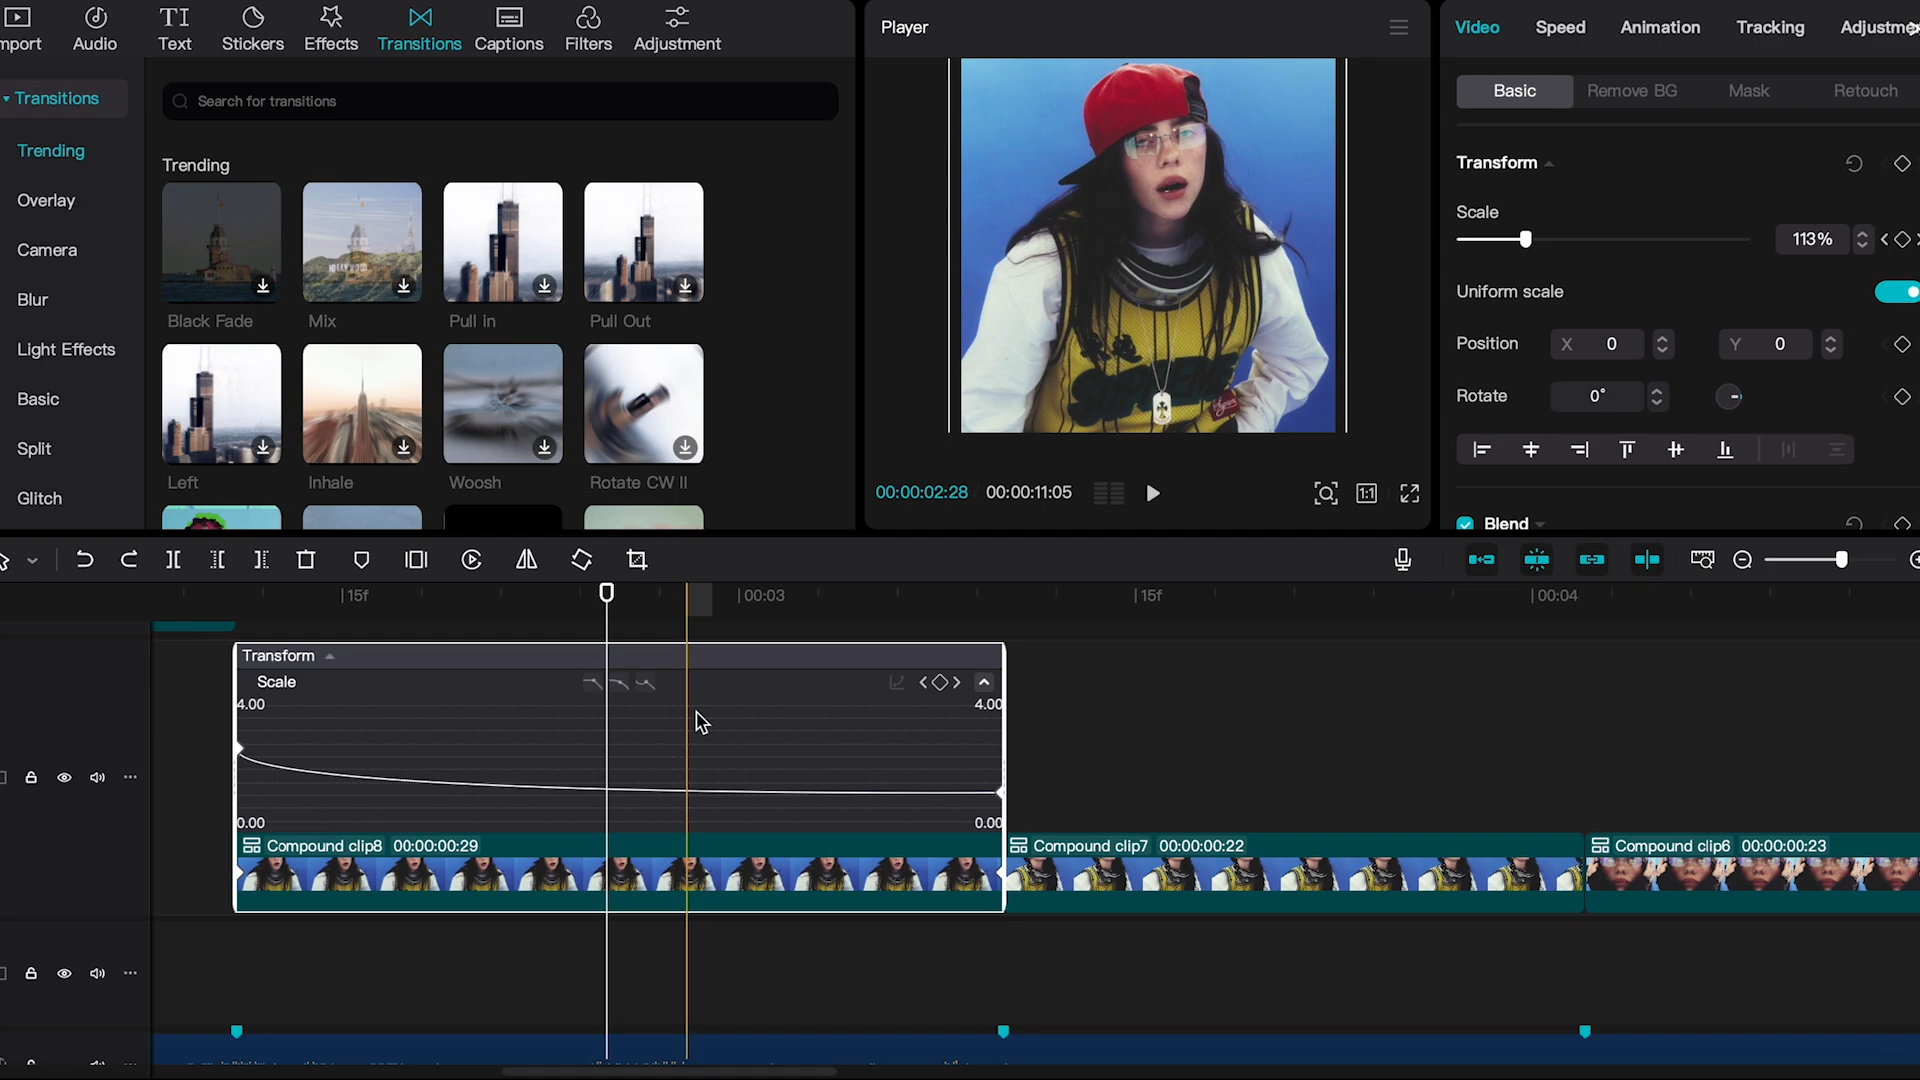 mport
Audio
Text
Stickers
Effects
Transitions
Captions
Filters
Adjustment
Transitions
Trending
Overlay
Camera
Blur
Light Effects
Basic
Split
Glitch
Search for transitions
Trending
HOLLYWOOD
Black Fade
Mix
Pull in
Pull Out
Left
Inhale
Woosh
Rotate CW II
Player
SUPREME
00:00:02:28
00:00:11:05
1:1
Video
Speed
Animation
Tracking
Adjustme
Basic
Remove BG
Mask
Retouch
Transform
Scale
113%
Uniform scale
Position
X 0
Y 0
Rotate
0°
Blend
15f
00:03
15f
00:04
Transform
Scale
4.00
4.00
0.00
0.00
Compound clip8 00:00:00:29
Compound clip7 00:00:00:22
Compound clip6 00:00:00:23